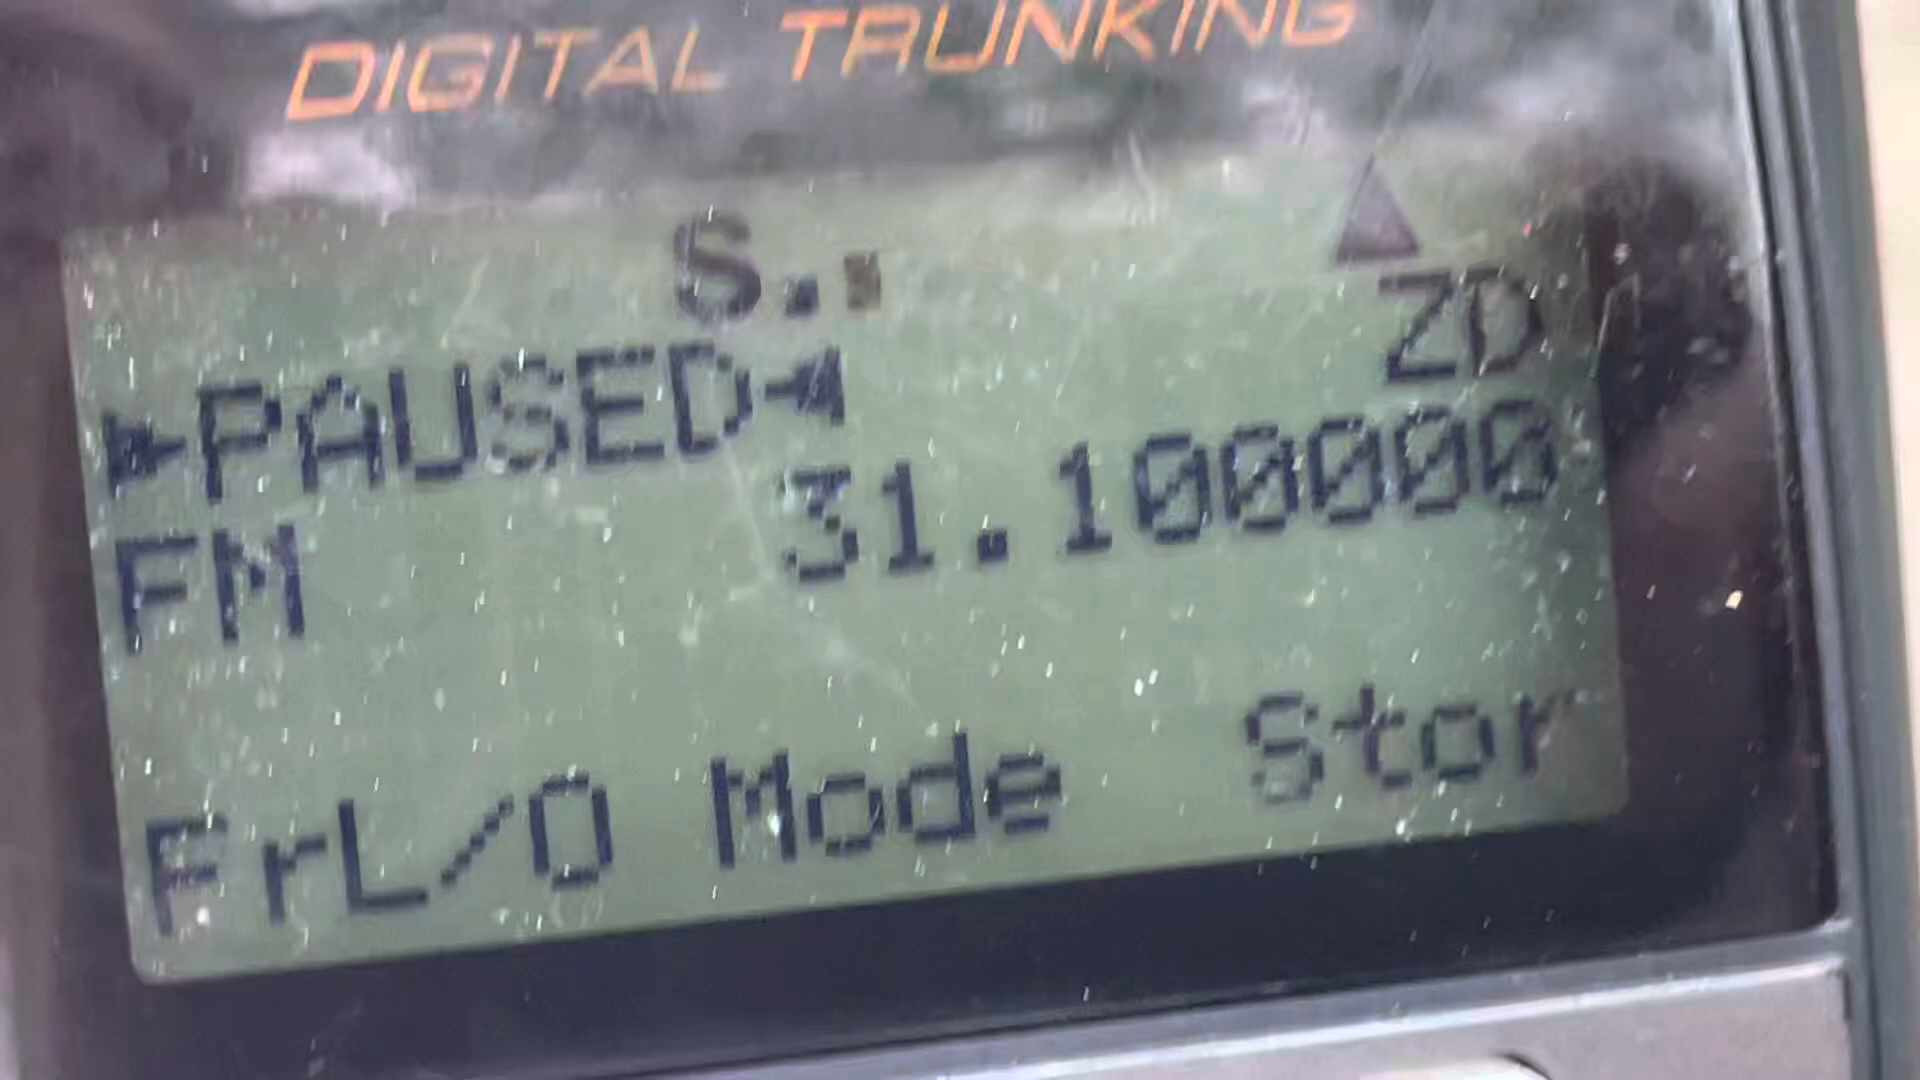 DIGITAL TRUNKING
S.
ZD
►PAUSED◄
FM 31.100000
FrL/O Mode Stor